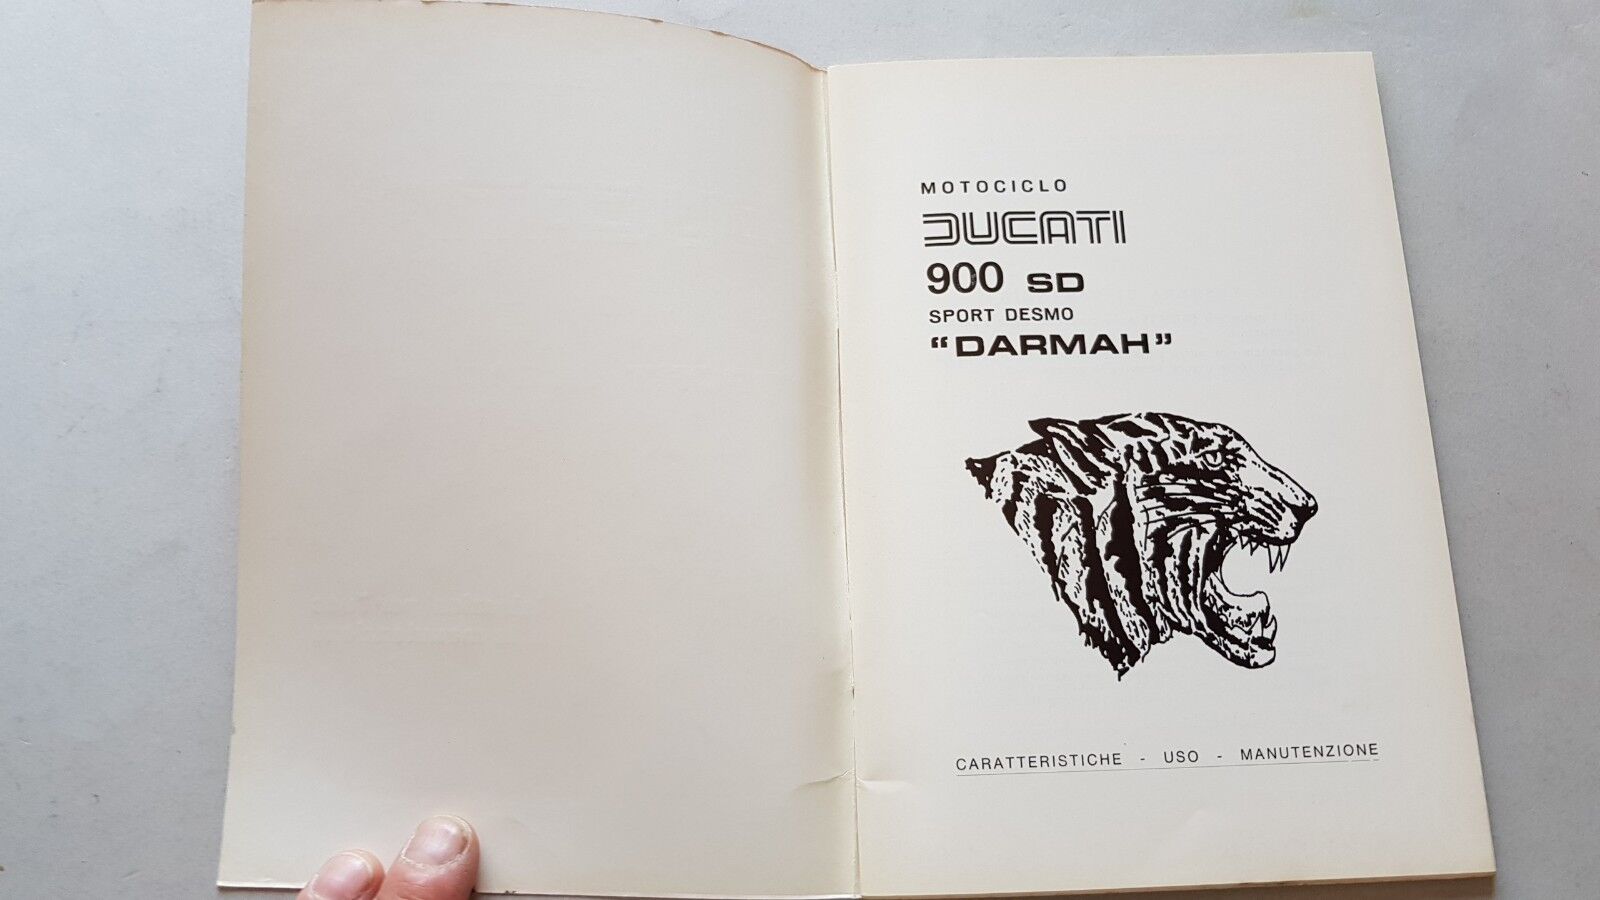 MOTOCICLO
DUCATI
900 SD
SPORT DESMO
“DARMAH”
CARATTERISTICHE - USO - MANUTENZIONE